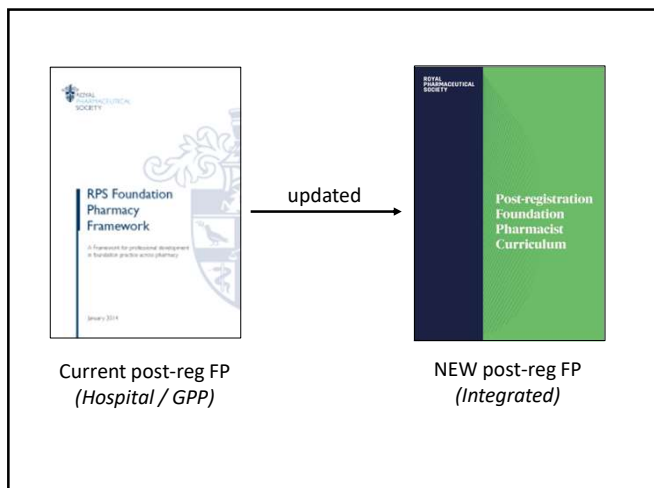 ROYAL
PHARMACEUTICAL
SOCIETY
RPS Foundation
Pharmacy
Framework
A Framework for professional development
in foundation practice across pharmacy
January 2014
updated
ROYAL
PHARMACEUTICAL
SOCIETY
Post-registration
Foundation
Pharmacist
Curriculum
Current post-reg FP
(Hospital / GPP)
NEW post-reg FP
(Integrated)